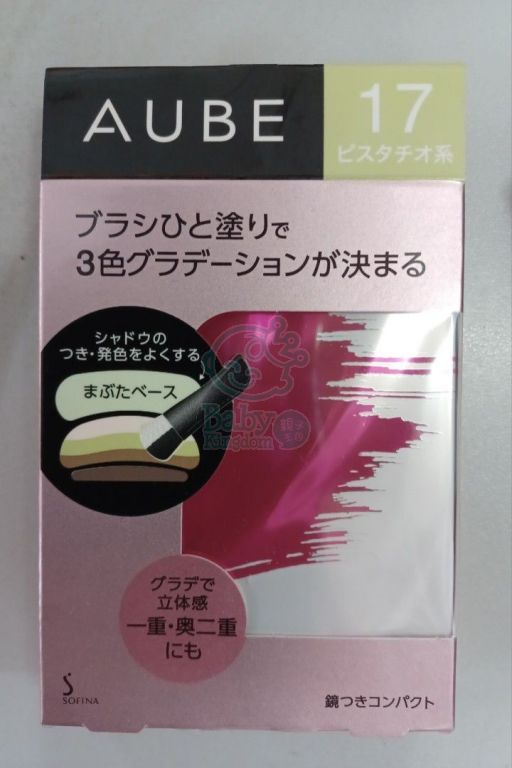 AUBE
17
ピスタチオ系
ブラシひと塗りで
3色グラデーションが決まる
シャドウの
つき・発色をよくする
まぶたベース
Baby
Kingdom
グラデで
立体感
一重・奥二重
にも
SOFINA
鏡つきコンパクト